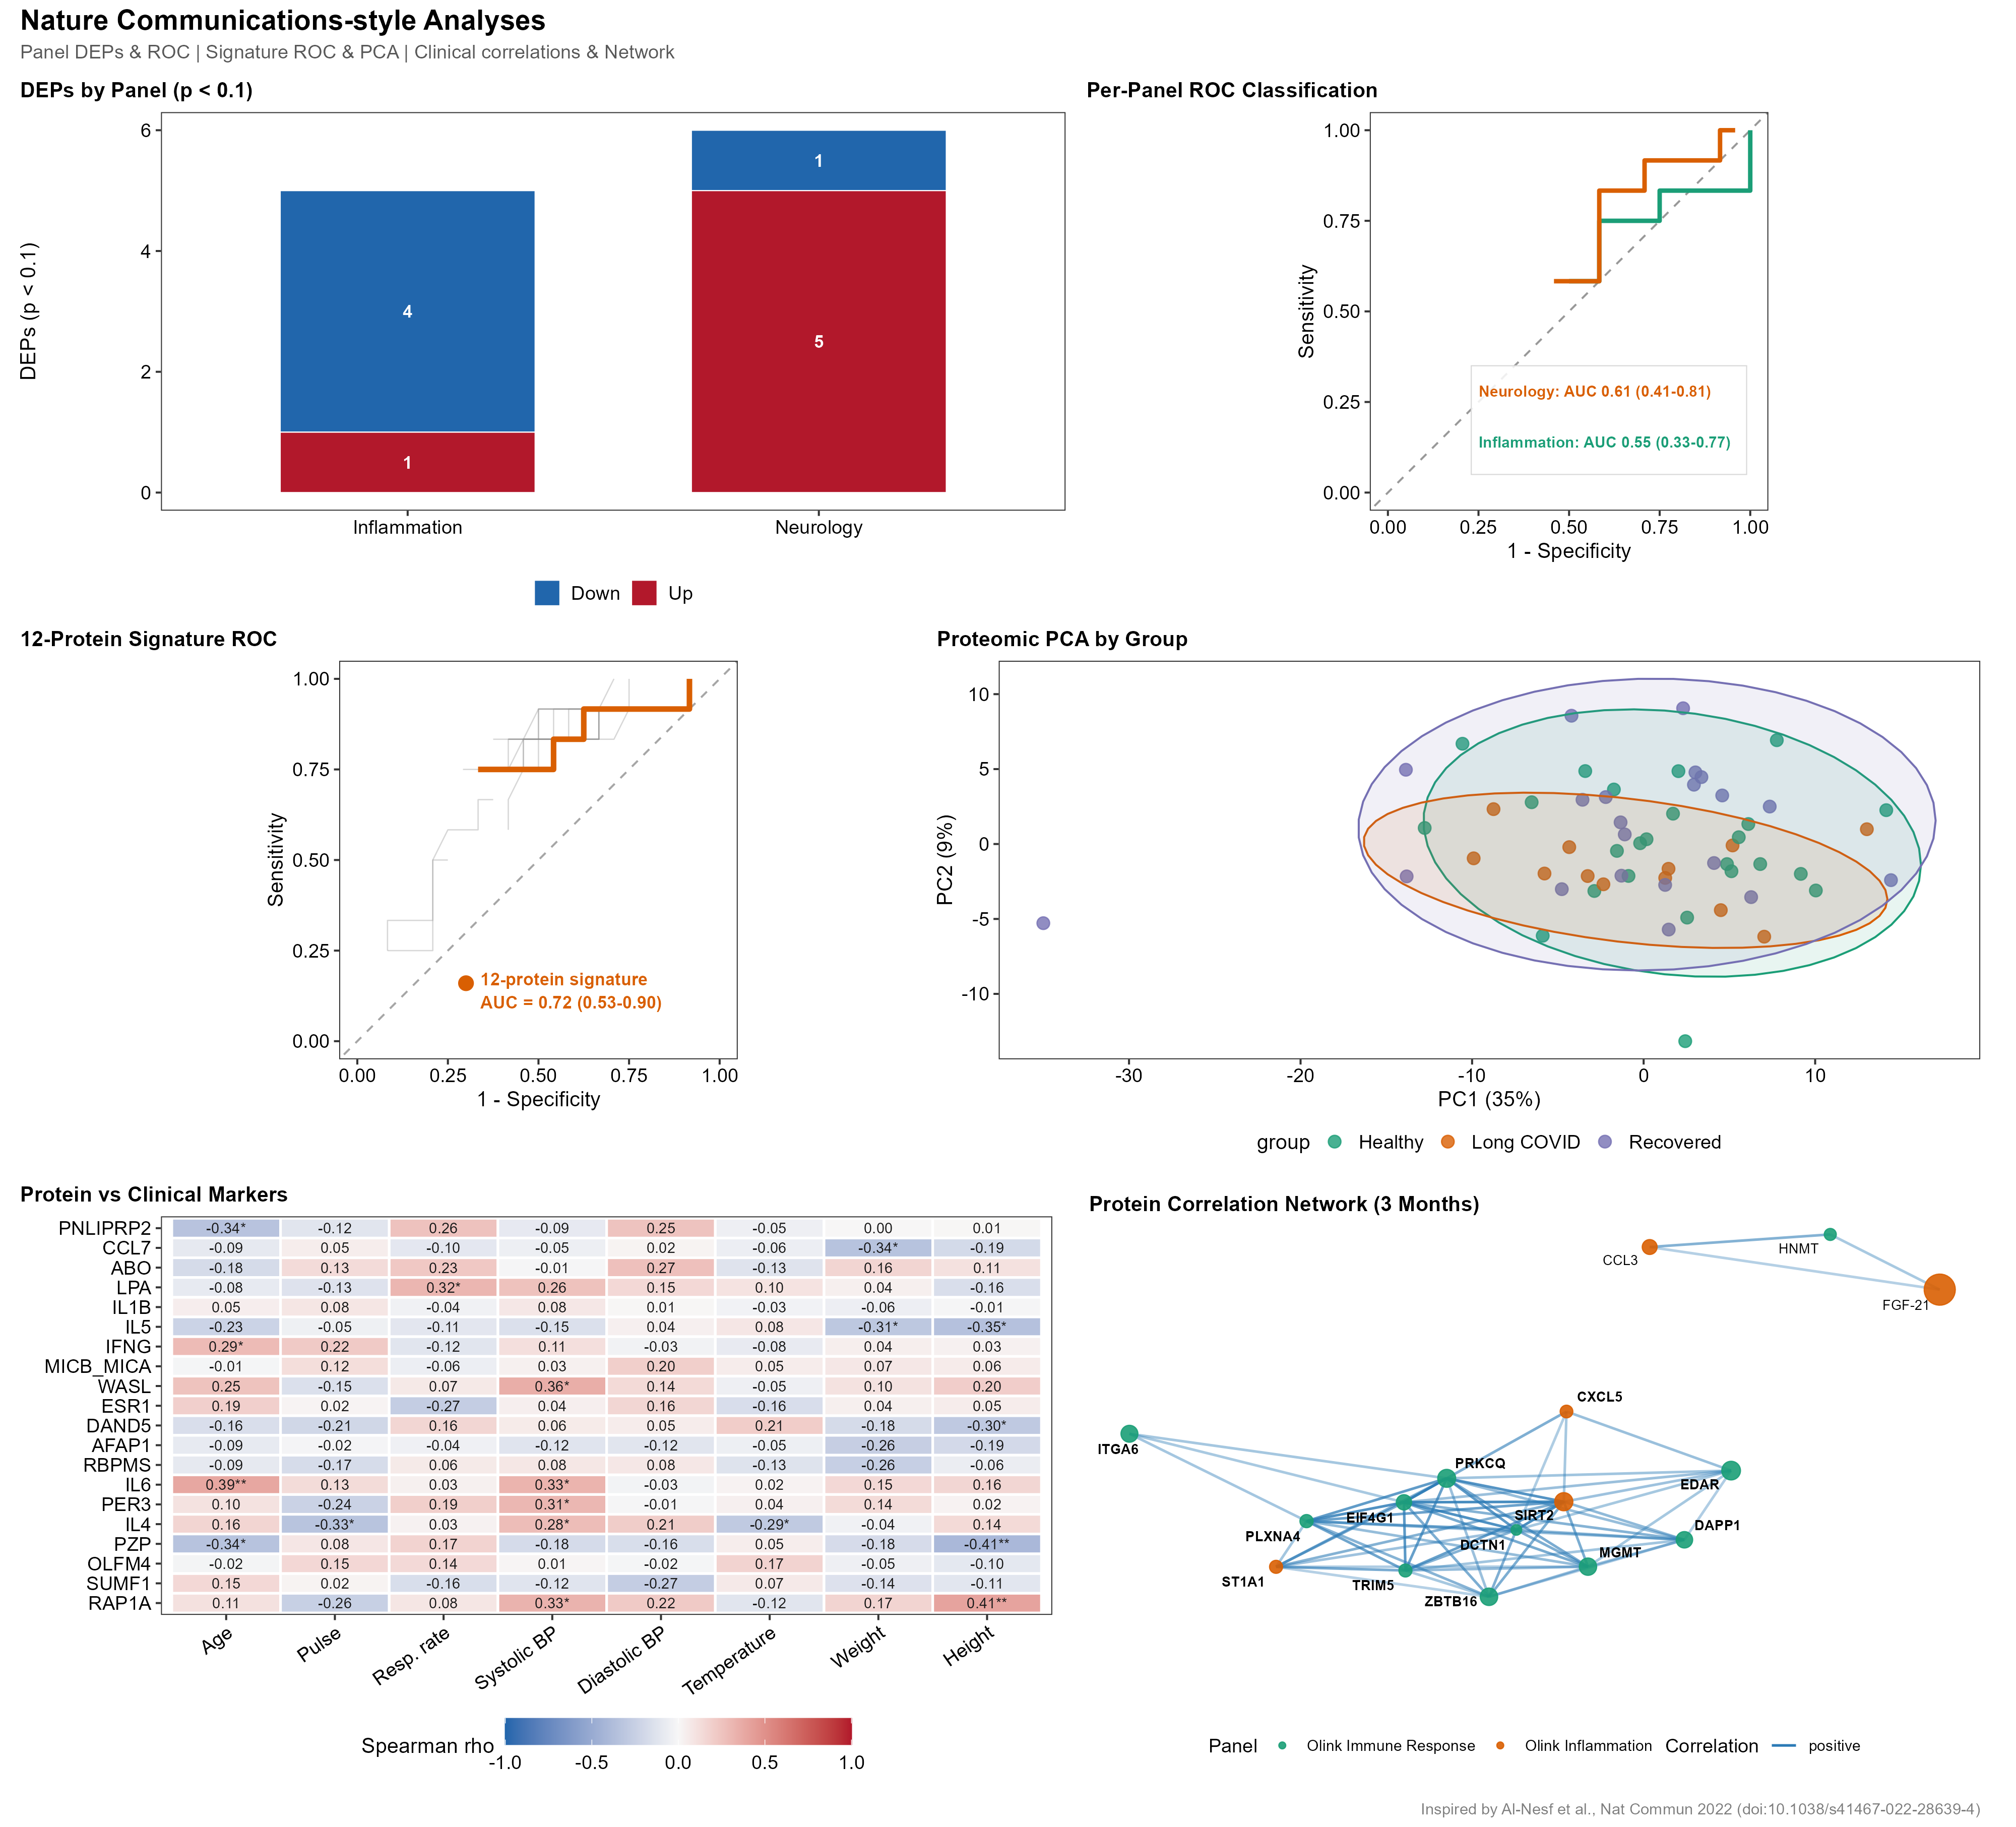 Nature Communications-style Analyses
Panel DEPs & ROC | Signature ROC & PCA | Clinical correlations & Network
DEPs by Panel (p < 0.1)
DEPs (p < 0.1)
6
4
2
0
4
1
1
5
Inflammation
Neurology
Down
Up
Per-Panel ROC Classification
Sensitivity
1.00
0.75
0.50
0.25
0.00
Neurology: AUC 0.61 (0.41-0.81)
Inflammation: AUC 0.55 (0.33-0.77)
0.00 0.25 0.50 0.75 1.00
1 - Specificity
12-Protein Signature ROC
Sensitivity
1.00
0.75
0.50
0.25
0.00
12-protein signature
AUC = 0.72 (0.53-0.90)
0.00 0.25 0.50 0.75 1.00
1 - Specificity
Proteomic PCA by Group
PC2 (9%)
10
5
0
-5
-10
-30 -20 -10 0 10
PC1 (35%)
group Healthy Long COVID Recovered
Protein vs Clinical Markers
PNLIPRP2 -0.34* -0.12 0.26 -0.09 0.25 -0.05 0.00 0.01
CCL7 -0.09 0.05 -0.10 -0.05 0.02 -0.06 -0.34* -0.19
ABO -0.18 0.13 0.23 -0.01 0.27 -0.13 0.16 0.11
LPA -0.08 -0.13 0.32* 0.26 0.15 0.10 0.04 -0.16
IL1B 0.05 0.08 -0.04 0.08 0.01 -0.03 -0.06 -0.01
IL5 -0.23 -0.05 -0.11 -0.15 0.04 0.08 -0.31* -0.35*
IFNG 0.29* 0.22 -0.12 0.11 -0.03 -0.08 0.04 0.03
MICB_MICA -0.01 0.12 -0.06 0.03 0.20 0.05 0.07 0.06
WASL 0.25 -0.15 0.07 0.36* 0.14 -0.05 0.10 0.20
ESR1 0.19 0.02 -0.27 0.04 0.16 -0.16 0.04 0.05
DAND5 -0.16 -0.21 0.16 0.06 0.05 0.21 -0.18 -0.30*
AFAP1 -0.09 -0.02 -0.04 -0.12 -0.12 -0.05 -0.26 -0.19
RBPMS -0.09 -0.17 0.06 0.08 0.08 -0.13 -0.26 -0.06
IL6 0.39** 0.13 0.03 0.33* -0.03 0.02 0.15 0.16
PER3 0.10 -0.24 0.19 0.31* -0.01 0.04 0.14 0.02
IL4 0.16 -0.33* 0.03 0.28* 0.21 -0.29* -0.04 0.14
PZP -0.34* 0.08 0.17 -0.18 -0.16 0.05 -0.18 -0.41**
OLFM4 -0.02 0.15 0.14 0.01 -0.02 0.17 -0.05 -0.10
SUMF1 0.15 0.02 -0.16 -0.12 -0.27 0.07 -0.14 -0.11
RAP1A 0.11 -0.26 0.08 0.33* 0.22 -0.12 0.17 0.41**
Age Pulse Resp. rate Systolic BP Diastolic BP Temperature Weight Height
Spearman rho
-1.0 -0.5 0.0 0.5 1.0
Protein Correlation Network (3 Months)
CCL3
HNMT
FGF-21
CXCL5
ITGA6
PRKCQ
EDAR
EIF4G1
SIRT2
PLXNA4
DAPP1
DCTN1
MGMT
ST1A1
TRIM5
ZBTB16
Panel Olink Immune Response Olink Inflammation Correlation positive
Inspired by Al-Nesf et al., Nat Commun 2022 (doi:10.1038/s41467-022-28639-4)